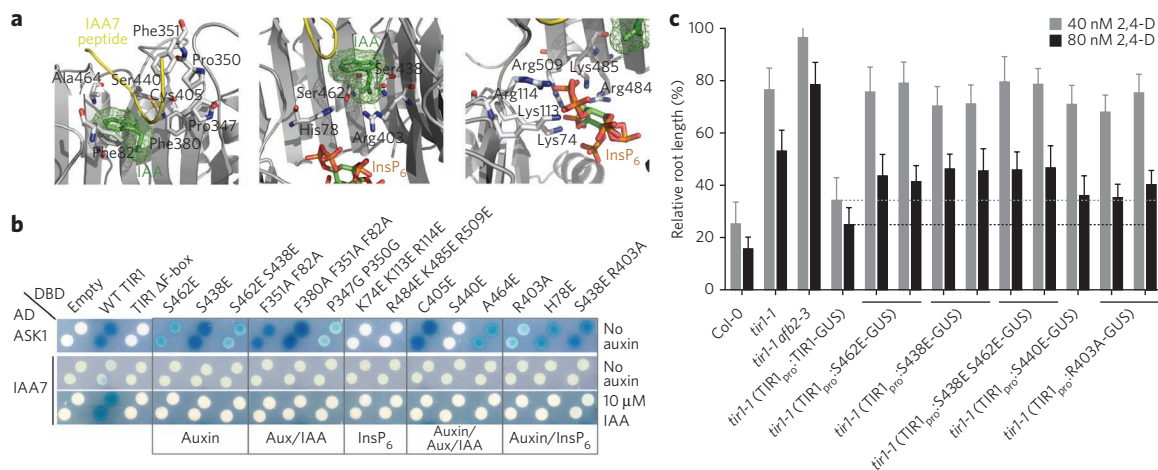 a
IAA7
peptide
Phe351
Pro350
Ala464
Ser440
Cys405
Pro347
Phe380
Phe82
IAA
IAA
Ser438
Ser462
His78
Arg403
InsP6
Arg509
Lys485
Arg114
Arg484
Lys113
Lys74
InsP6
b
DBD
AD
Empty
WT TIR1
TIR1 ΔF-box
S462E
S438E
S462E S438E
F351A F82A
F380A F351A F82A
P347G P350G
K74E K113E R114E
R484E K485E R509E
C405E
S440E
A464E
R403A
H78E
S438E R403A
ASK1
No
auxin
IAA7
No
auxin
10 μM
IAA
Auxin
Aux/IAA
InsP6
Auxin/
Aux/IAA
Auxin/InsP6
c
40 nM 2,4-D
80 nM 2,4-D
Relative root length (%)
100
80
60
40
20
0
Col-0
tir1-1
tir1-1 afb2-3
tir1-1 (TIR1pro:TIR1-GUS)
tir1-1 (TIR1pro:S462E-GUS)
tir1-1 (TIR1pro:S438E-GUS)
tir1-1 (TIR1pro:S438E S462E-GUS)
tir1-1 (TIR1pro:S440E-GUS)
tir1-1 (TIR1pro:R403A-GUS)